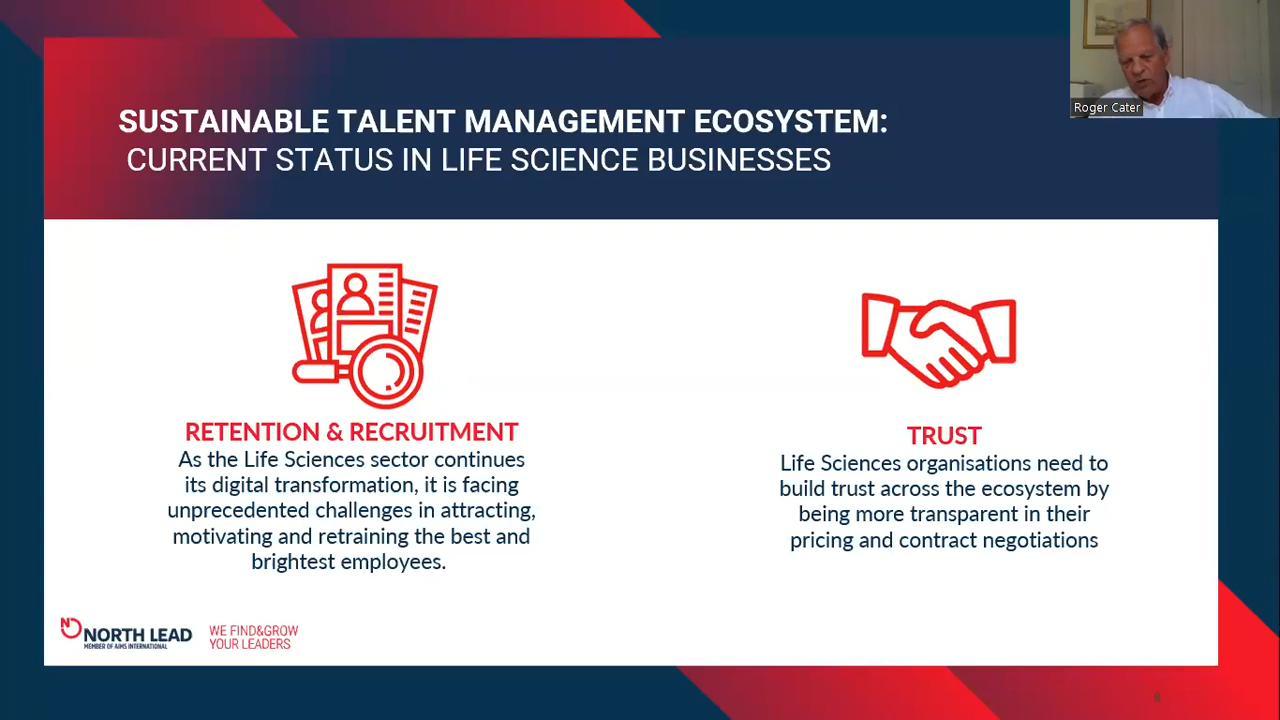 SUSTAINABLE TALENT MANAGEMENT ECOSYSTEM:
CURRENT STATUS IN LIFE SCIENCE BUSINESSES
Roger Cater
RETENTION & RECRUITMENT
As the Life Sciences sector continues
its digital transformation, it is facing
unprecedented challenges in attracting,
motivating and retraining the best and
brightest employees.
TRUST
Life Sciences organisations need to
build trust across the ecosystem by
being more transparent in their
pricing and contract negotiations
NORTH LEAD
MEMBER OF AIMS INTERNATIONAL
WE FIND&GROW
YOUR LEADERS